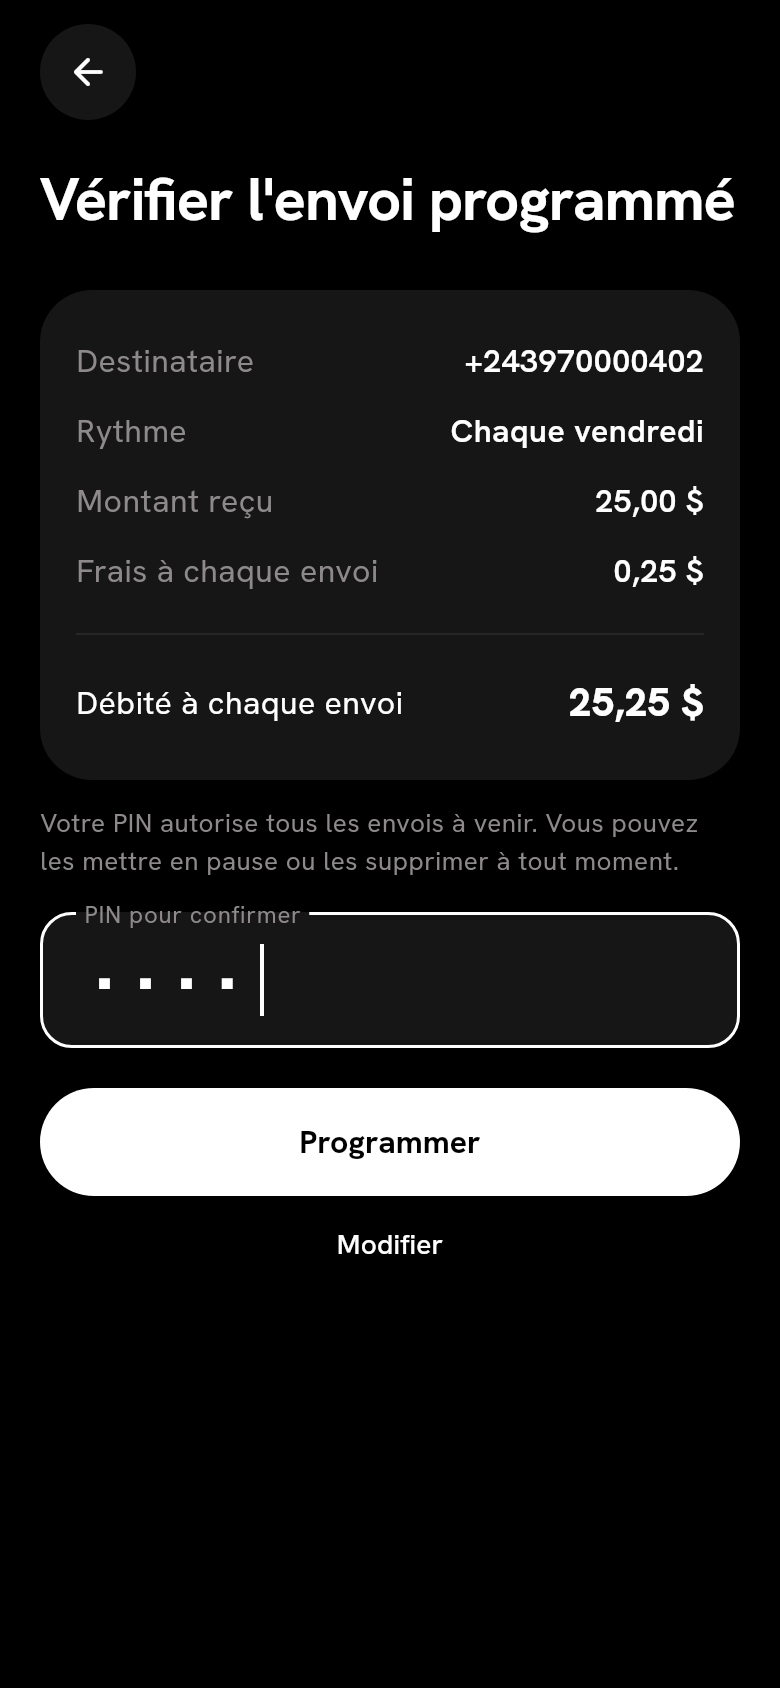 Vérifier l'envoi programmé
Destinataire +243970000402
Rythme Chaque vendredi
Montant reçu 25,00 $
Frais à chaque envoi 0,25 $
Débité à chaque envoi 25,25 $
Votre PIN autorise tous les envois à venir. Vous pouvez
les mettre en pause ou les supprimer à tout moment.
PIN pour confirmer
Programmer
Modifier